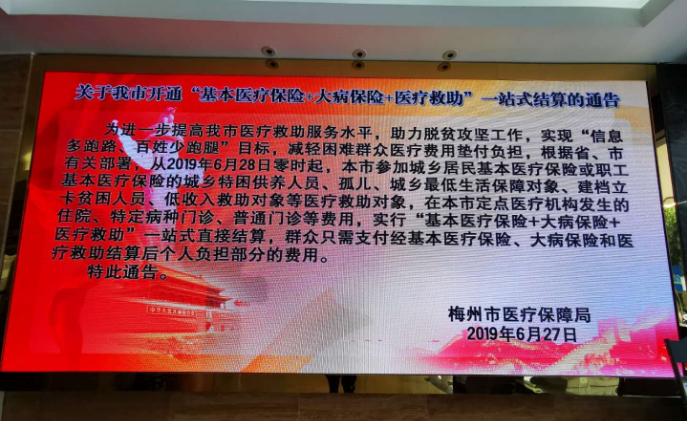 关于我市开通“基本医疗保险+大病保险+医疗救助”一站式结算的通告
为进一步提高我市医疗救助服务水平，助力脱贫攻坚工作，实现“信息
多跑路、百姓少跑腿”目标，减轻困难群众医疗费用垫付负担，根据省、市
有关部署，从2019年6月28日零时起，本市参加城乡居民基本医疗保险或职工
基本医疗保险的城乡特困供养人员、孤儿、城乡最低生活保障对象、建档立
卡贫困人员、低收入救助对象等医疗救助对象，在本市定点医疗机构发生的
住院、特定病种门诊、普通门诊等费用，实行“基本医疗保险+大病保险+
医疗救助”一站式直接结算，群众只需支付经基本医疗保险、大病保险和医
疗救助结算后个人负担部分的费用。
特此通告。
梅州市医疗保障局
2019年6月27日